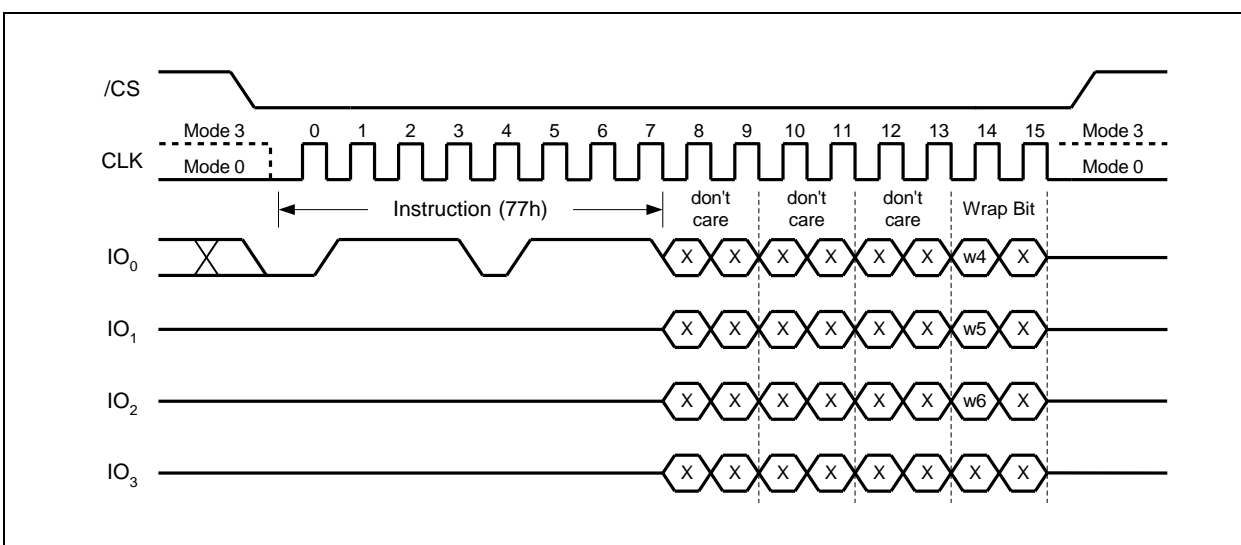 /CS
Mode 3 0 1 2 3 4 5 6 7 8 9 10 11 12 13 14 15 Mode 3
CLK
Mode 0 Mode 0
Instruction (77h) don't care don't care don't care Wrap Bit
IO0 X X X X X X w4 X
IO1 X X X X X X w5 X
IO2 X X X X X X w6 X
IO3 X X X X X X X X